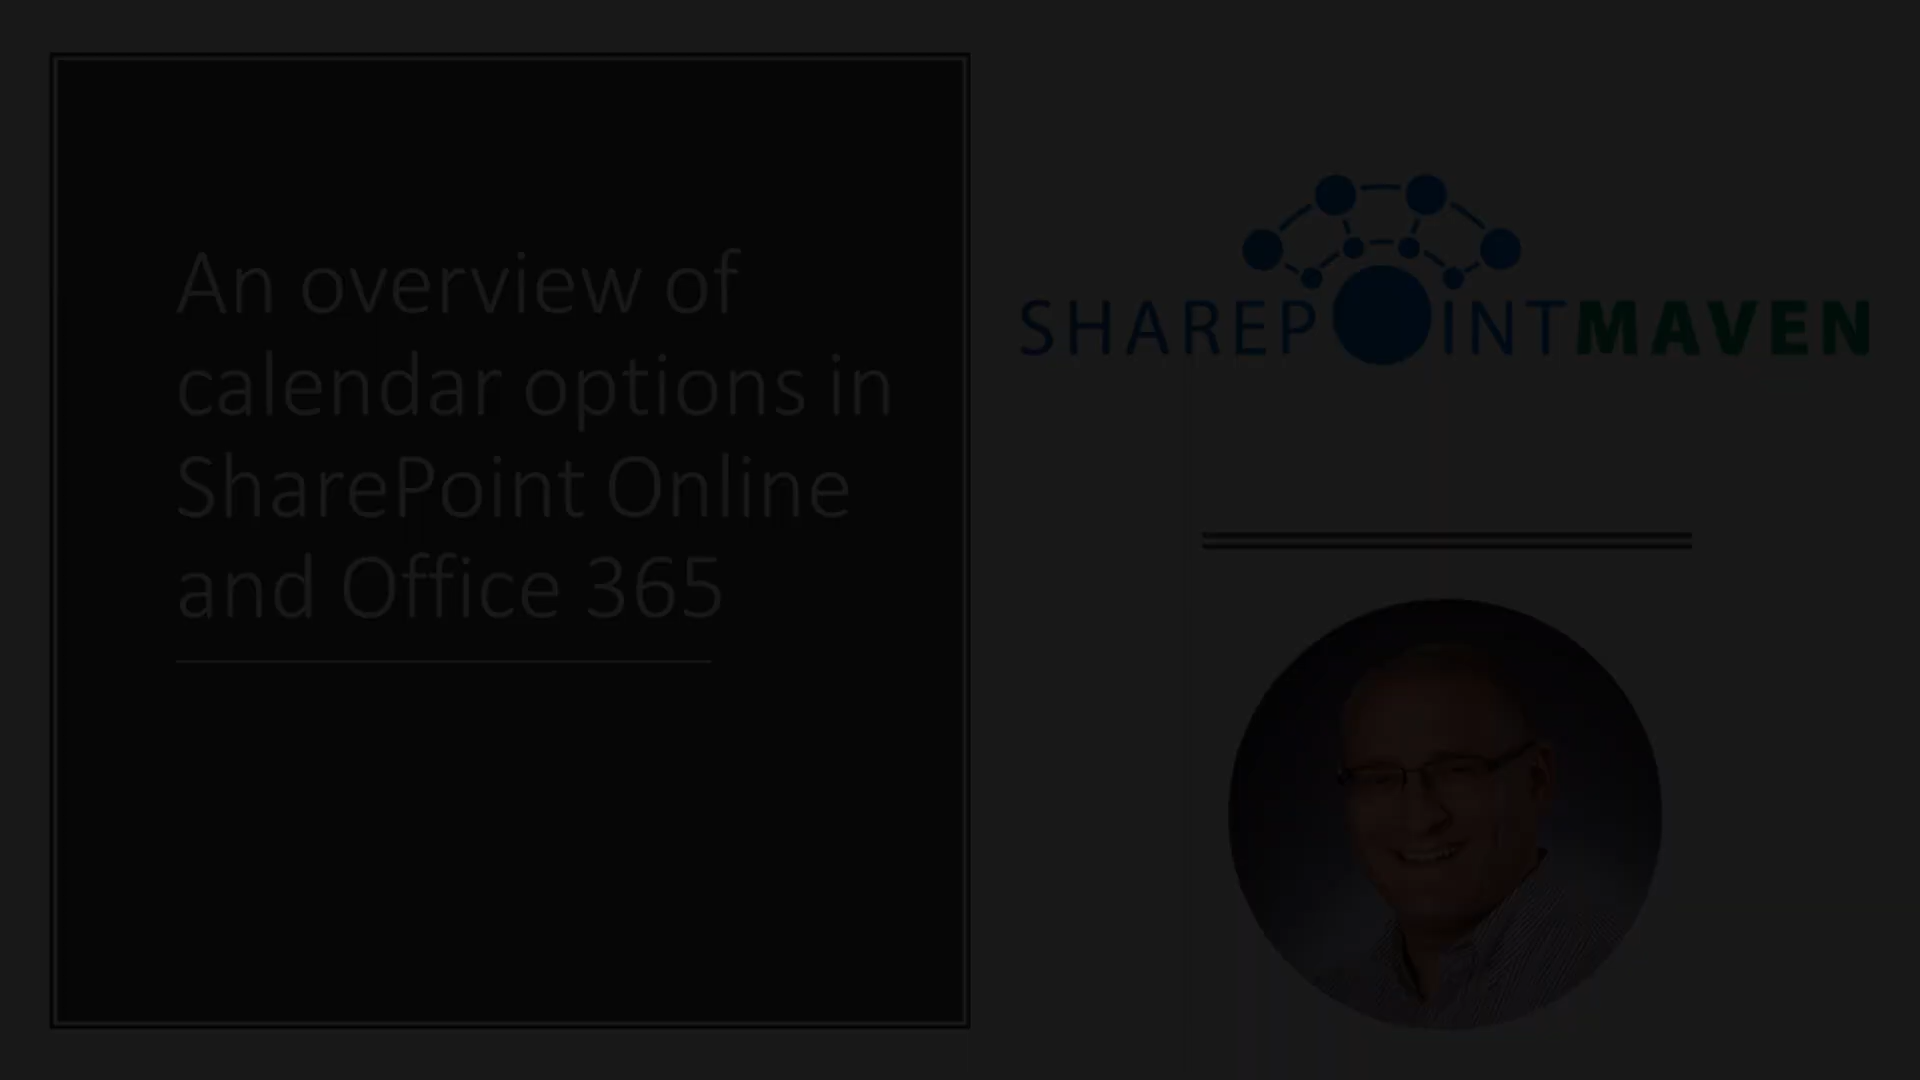 An overview of
calendar options in
SharePoint Online
and Office 365
SHAREPOINTMAVEN